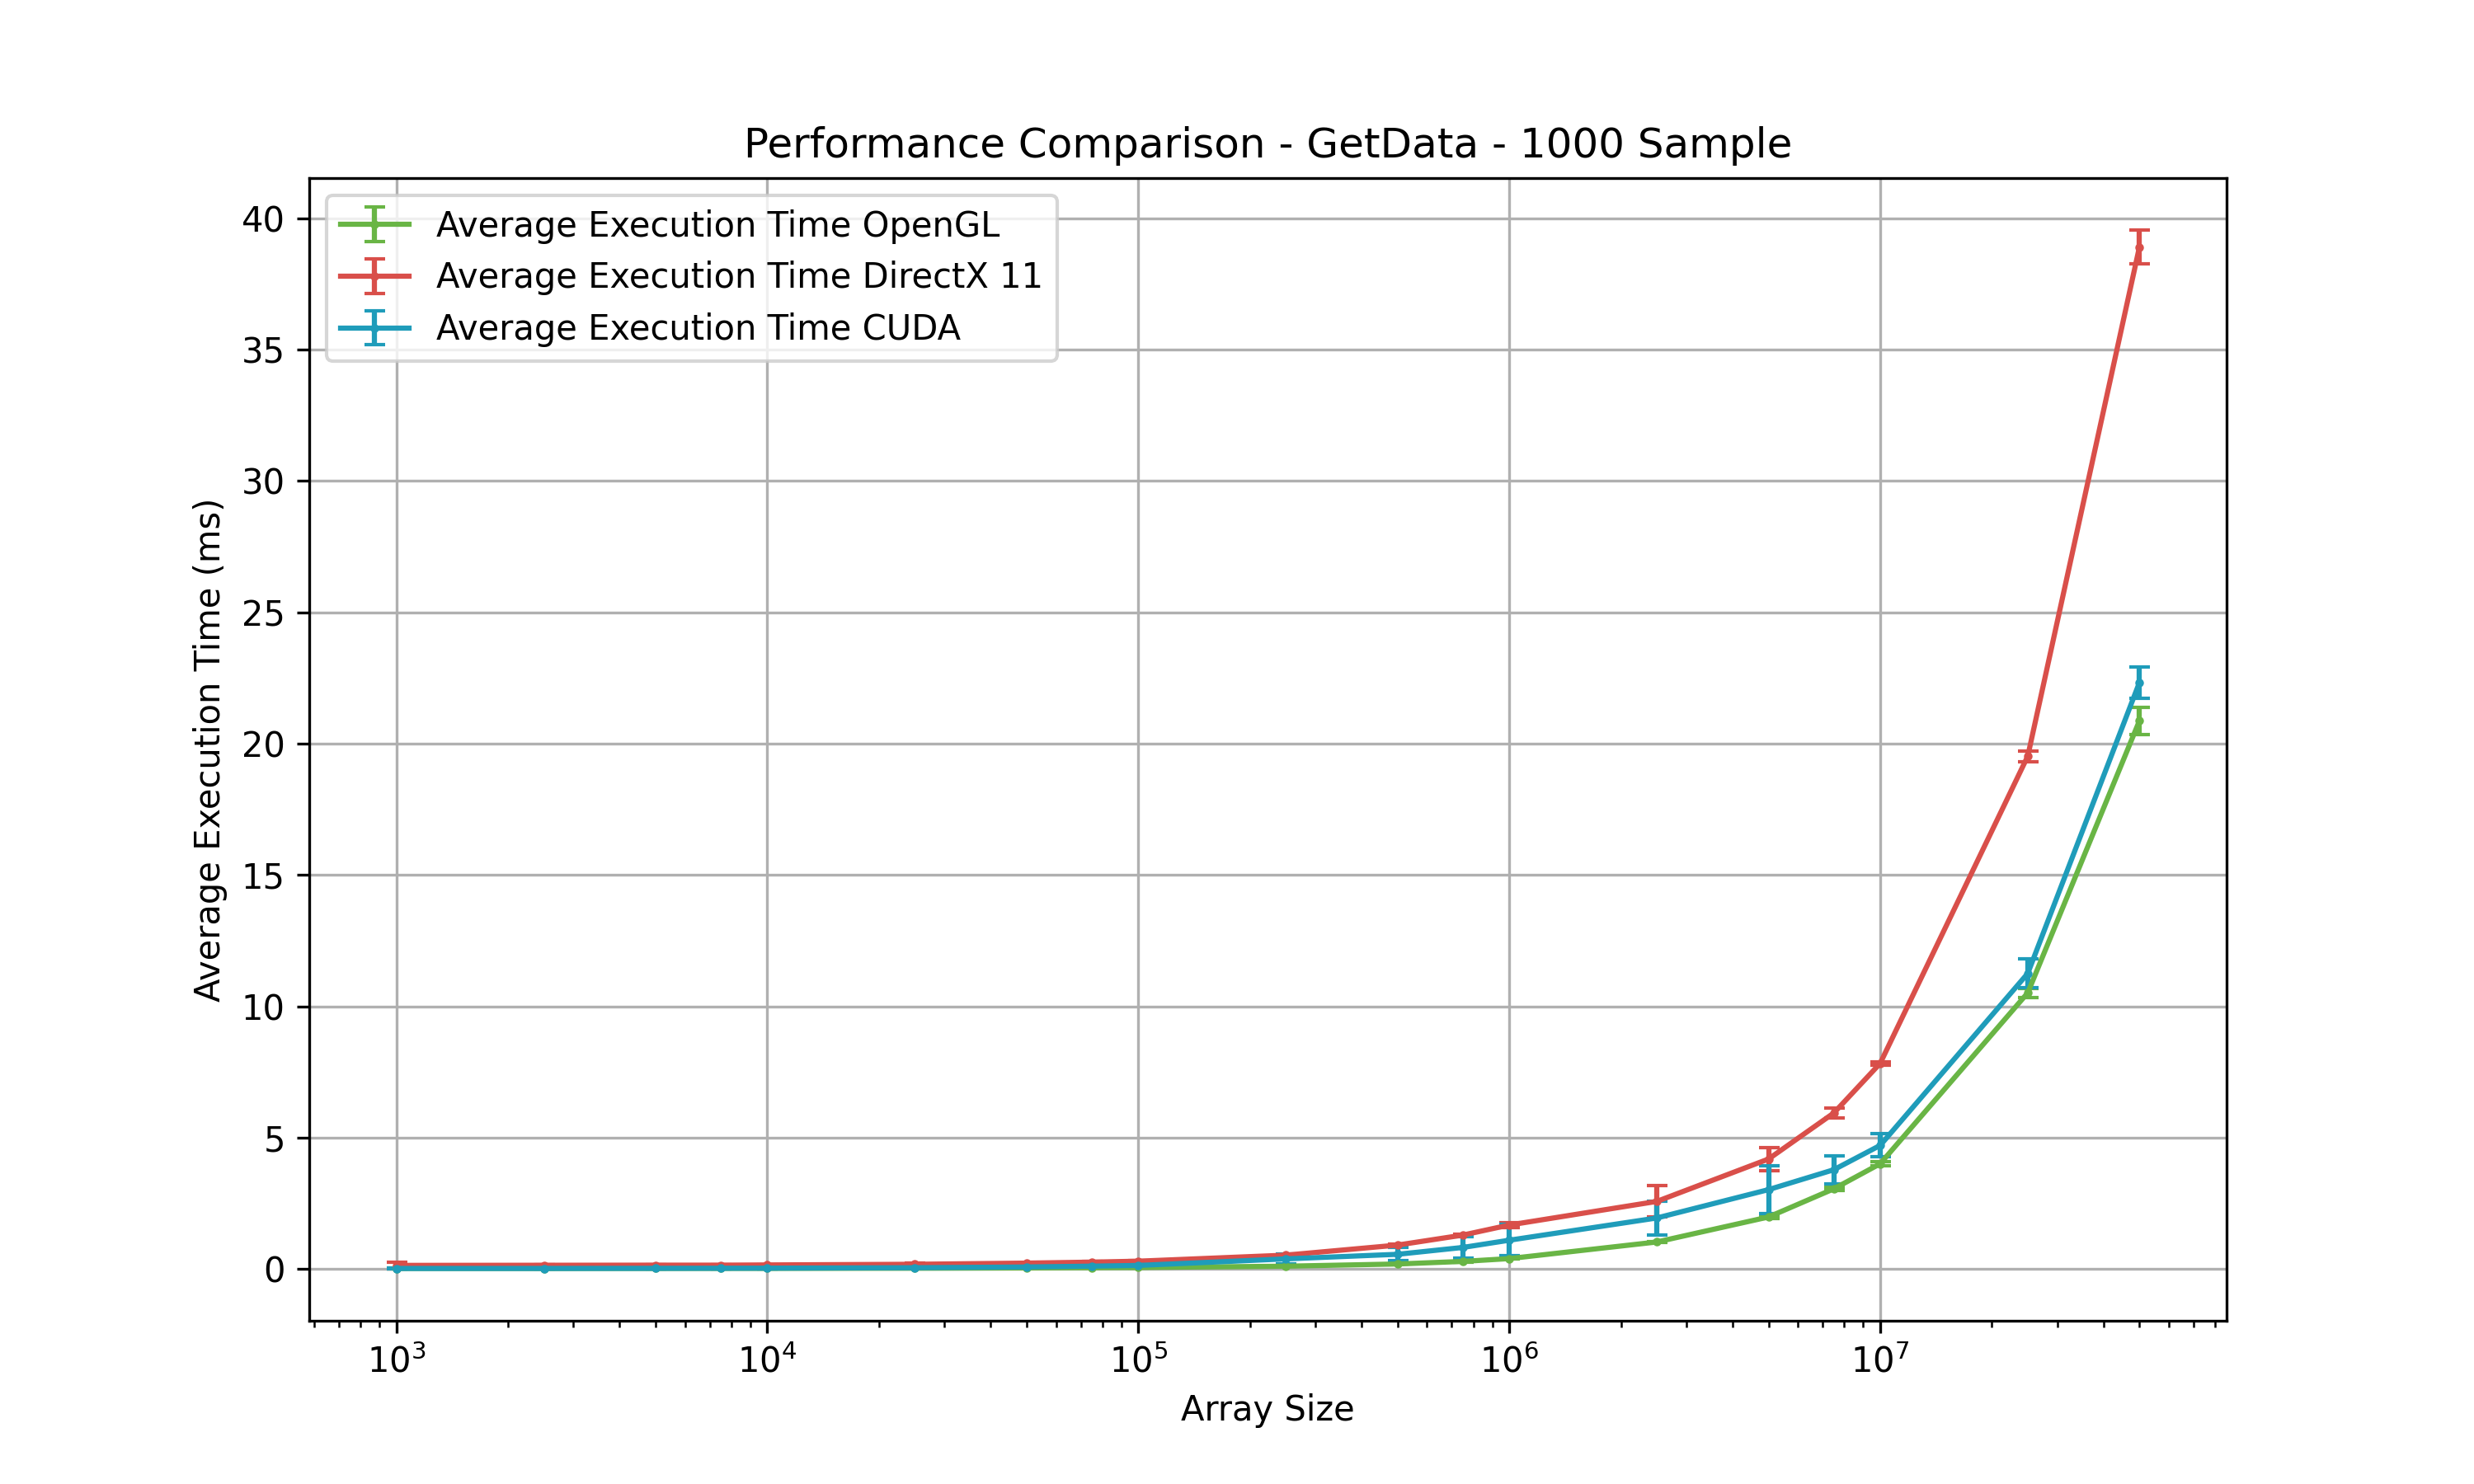 Performance Comparison - GetData - 1000 Sample
Average Execution Time OpenGL
Average Execution Time DirectX 11
Average Execution Time CUDA
Average Execution Time (ms)
40
35
30
25
20
15
10
5
0
10³ 10⁴ 10⁵ 10⁶ 10⁷
Array Size